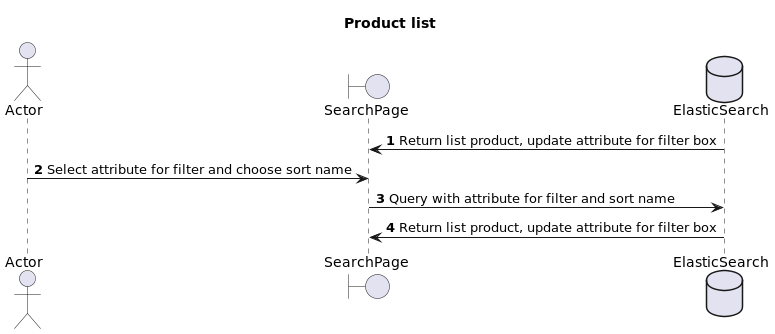 Product list
Actor
SearchPage
ElasticSearch
1 Return list product, update attribute for filter box
2 Select attribute for filter and choose sort name
3 Query with attribute for filter and sort name
4 Return list product, update attribute for filter box
Actor
SearchPage
ElasticSearch